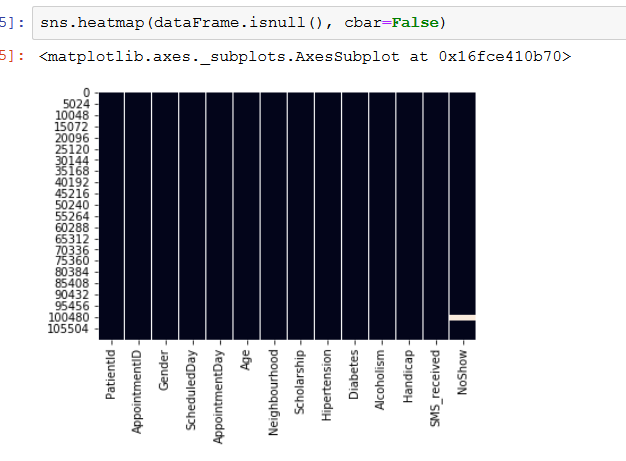 5]: sns.heatmap(dataFrame.isnull(), cbar=False)
5]: <matplotlib.axes._subplots.AxesSubplot at 0x16fce410b70>
0
5024
10048
15072
20096
25120
30144
35168
40192
45216
50240
55264
60288
65312
70336
75360
80384
85408
90432
95456
100480
105504
PatientId
AppointmentID
Gender
ScheduledDay
AppointmentDay
Age
Neighbourhood
Scholarship
Hipertension
Diabetes
Alcoholism
Handicap
SMS_received
NoShow